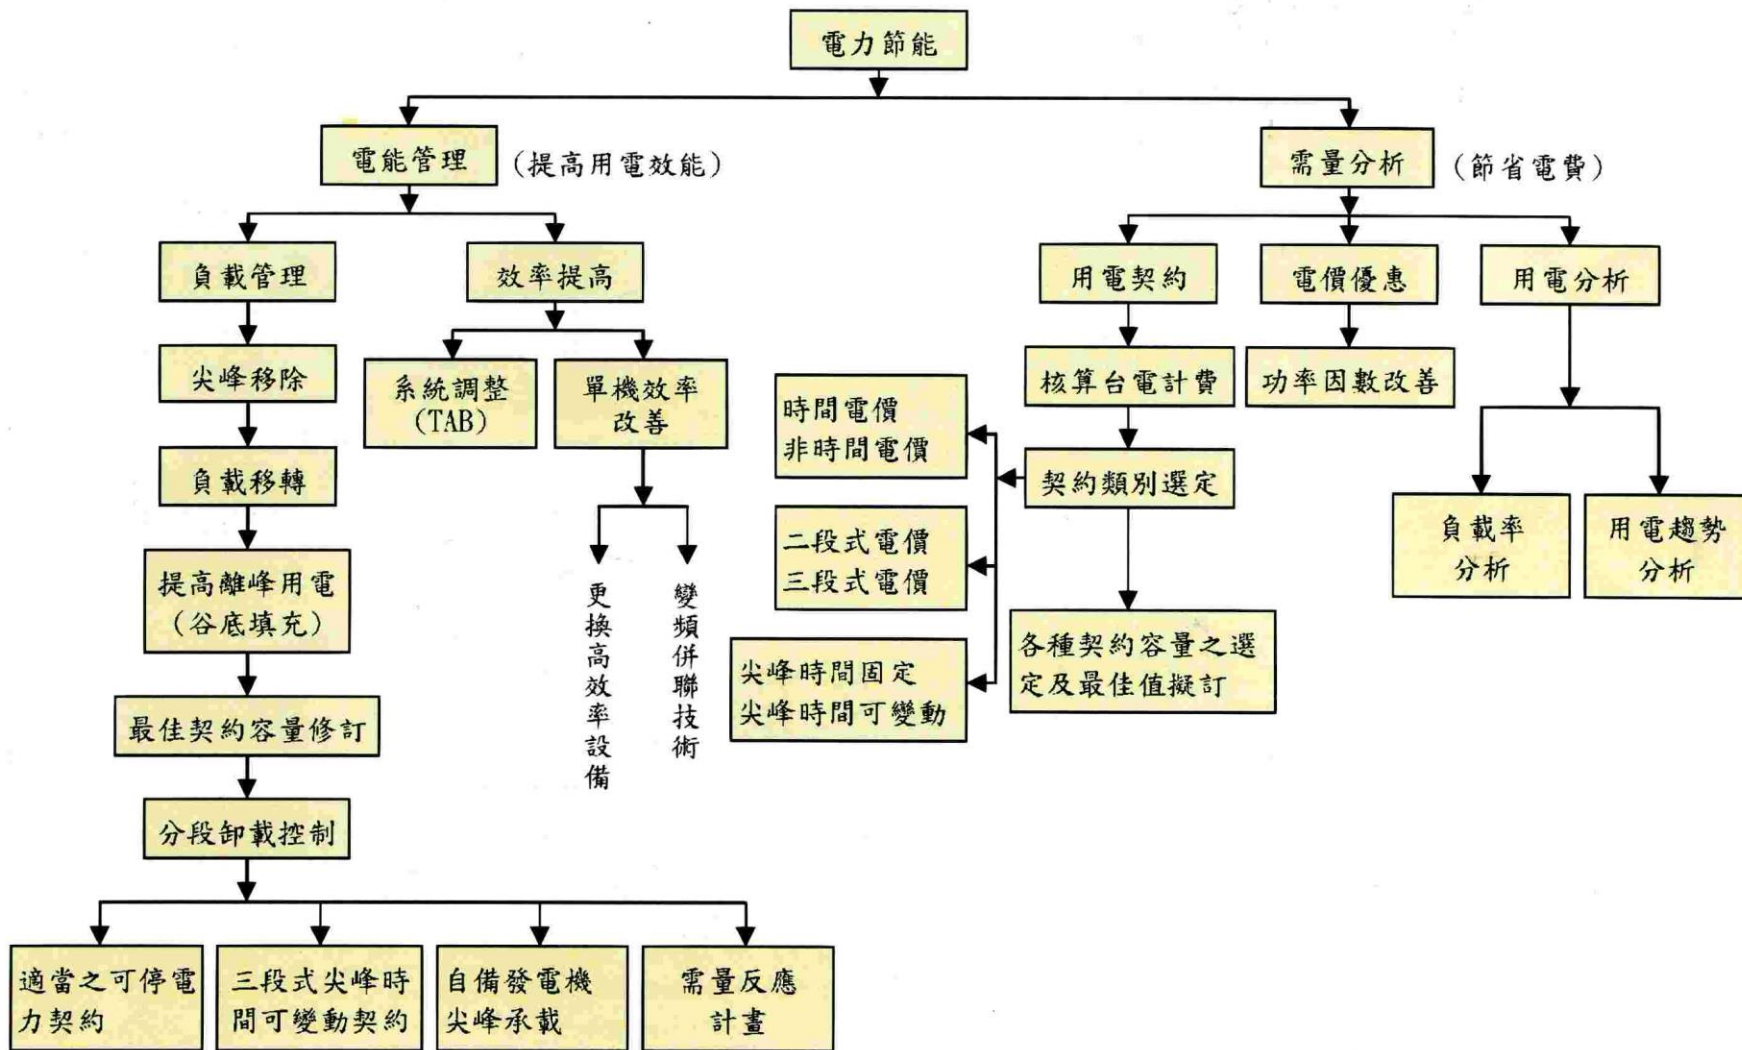 電力節能
電能管理
(提高用電效能)
需量分析
(節省電費)
負載管理
效率提高
用電契約
電價優惠
用電分析
尖峰移除
系統調整
(TAB)
單機效率
改善
核算台電計費
功率因數改善
時間電價
非時間電價
負載移轉
契約類別選定
負載率
分析
用電趨勢
分析
二段式電價
三段式電價
提高離峰用電
(谷底填充)
更換高效率設備
變頻併聯技術
各種契約容量之選
定及最佳值擬訂
尖峰時間固定
尖峰時間可變動
最佳契約容量修訂
分段卸載控制
適當之可停電
力契約
三段式尖峰時
間可變動契約
自備發電機
尖峰承載
需量反應
計畫